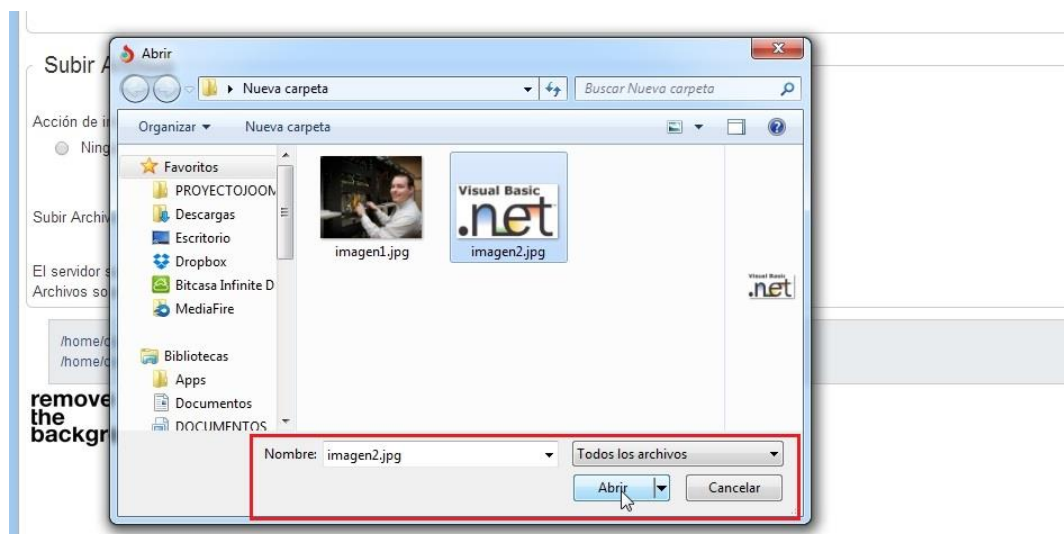 Subir A
Abrir
Nueva carpeta
Buscar Nueva carpeta
Acción de i
Ning
Subir Archiv
El servidor s
Archivos so
/home/
/home/
remove
the
backgr
Organizar
Nueva carpeta
Favoritos
PROYECTOJOOM
Descargas
Escritorio
Dropbox
Bitcasa Infinite D
MediaFire
Bibliotecas
Apps
Documentos
DOCUMENTOS
imagen1.jpg
Visual Basic
.net
imagen2.jpg
Visual Basic
.net
Nombre: imagen2.jpg
Todos los archivos
Abrir
Cancelar